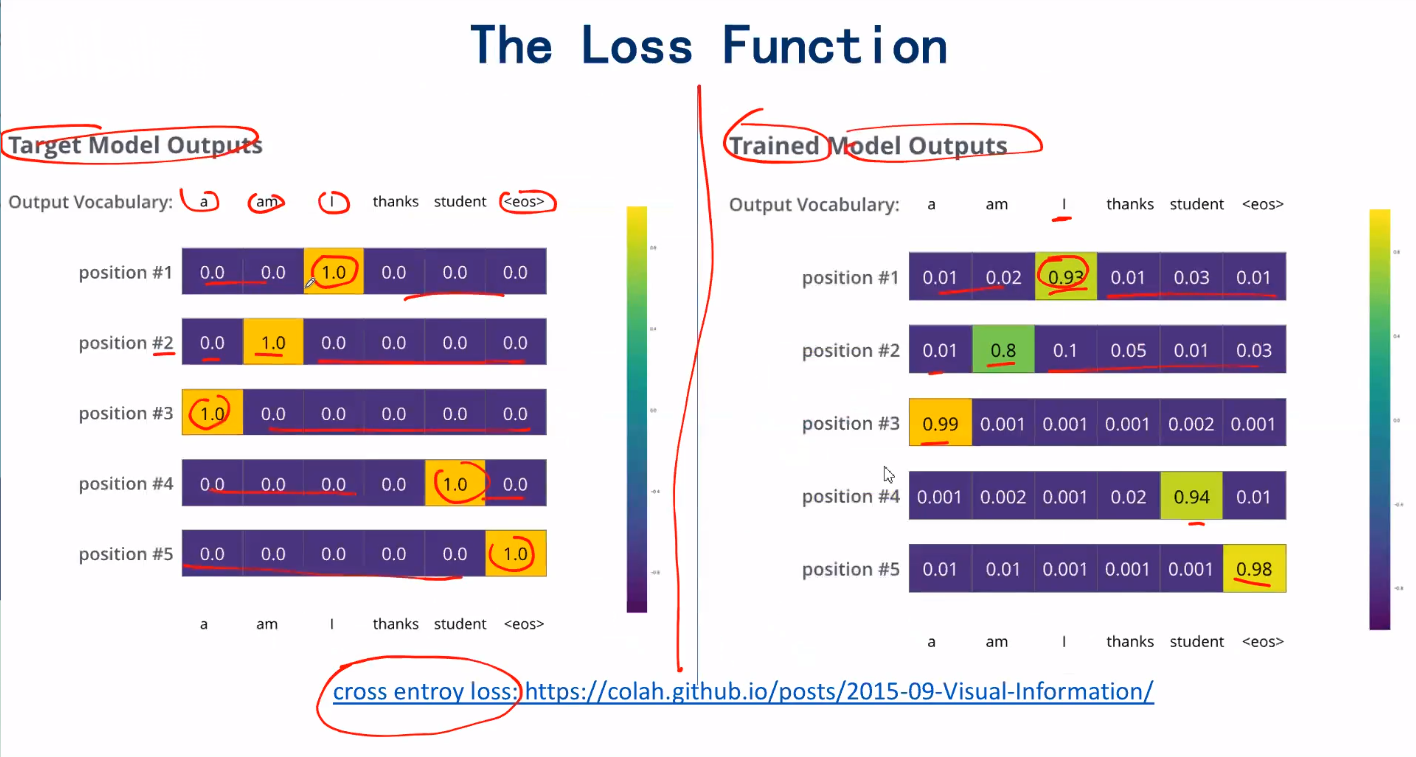 The Loss Function
Target Model Outputs
Output Vocabulary: a am I thanks student <eos>
position #1 0.0 0.0 1.0 0.0 0.0 0.0
position #2 0.0 1.0 0.0 0.0 0.0 0.0
position #3 1.0 0.0 0.0 0.0 0.0 0.0
position #4 0.0 0.0 0.0 0.0 1.0 0.0
position #5 0.0 0.0 0.0 0.0 0.0 1.0
a am I thanks student <eos>
Trained Model Outputs
Output Vocabulary: a am I thanks student <eos>
position #1 0.01 0.02 0.93 0.01 0.03 0.01
position #2 0.01 0.8 0.1 0.05 0.01 0.03
position #3 0.99 0.001 0.001 0.001 0.002 0.001
position #4 0.001 0.002 0.001 0.02 0.94 0.01
position #5 0.01 0.01 0.001 0.001 0.001 0.98
a am I thanks student <eos>
cross entroy loss: https://colah.github.io/posts/2015-09-Visual-Information/